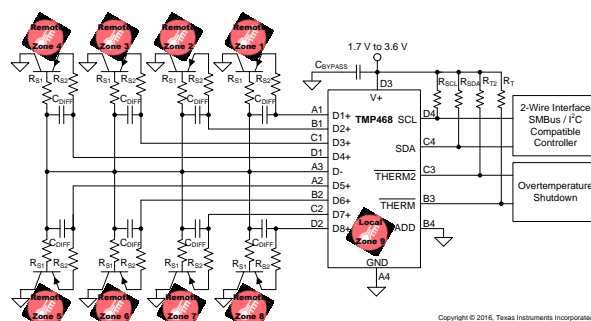 Remote Zone 4
Remote Zone 3
Remote Zone 2
Remote Zone 1
1.7 V to 3.6 V
CBYPASS
D3
RS1 RS2 RS1 RS2 RS1 RS2 RS1 RS2
RSCL RSDA RT2 RT
CDIFF CDIFF CDIFF CDIFF
V+
TMP468
A1 D1+
B1 D2+
C1 D3+
D1 D4+
A3 D-
A2 D5+
B2 D6+
C2 D7+
D2 D8+
SCL D4
SDA C4
THERM2 C3
THERM B3
ADD B4
GND
A4
Local Zone 9
2-Wire Interface
SMBus / I2C
Compatible
Controller
Overtemperature
Shutdown
CDIFF CDIFF CDIFF CDIFF
RS1 RS2 RS1 RS2 RS1 RS2 RS1 RS2
Remote Zone 5
Remote Zone 6
Remote Zone 7
Remote Zone 8
Copyright © 2016, Texas Instruments Incorporated